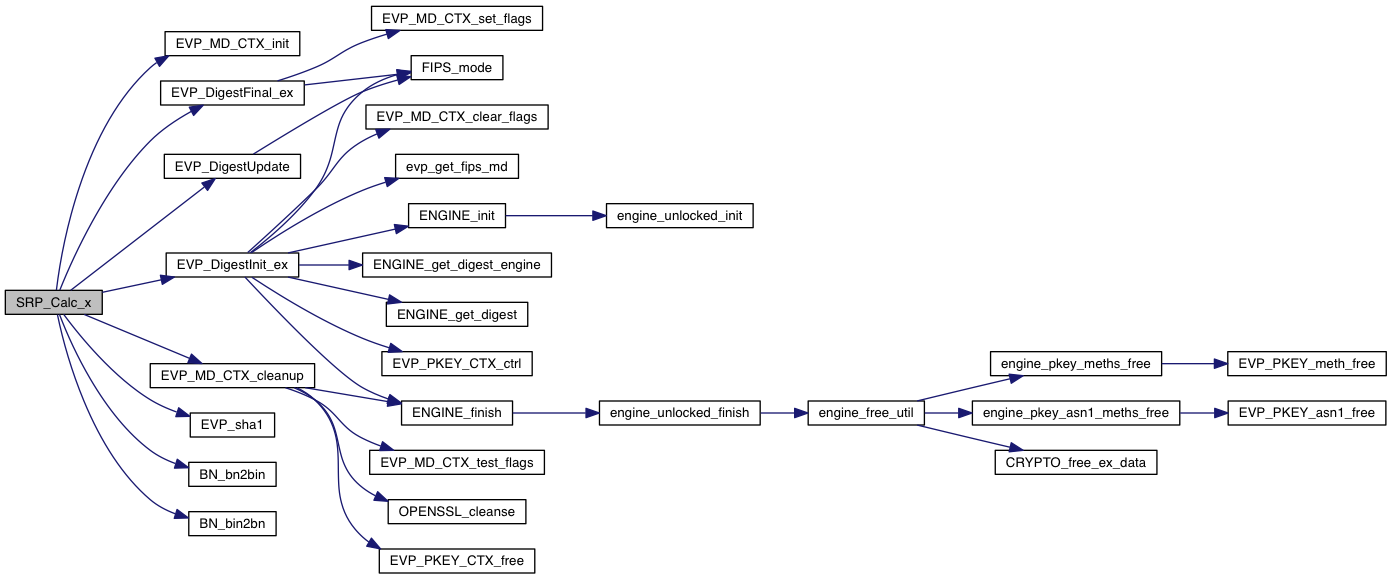 EVP_MD_CTX_set_flags
EVP_MD_CTX_init
FIPS_mode
EVP_DigestFinal_ex
EVP_MD_CTX_clear_flags
EVP_DigestUpdate
evp_get_fips_md
ENGINE_init
engine_unlocked_init
EVP_DigestInit_ex
ENGINE_get_digest_engine
SRP_Calc_x
ENGINE_get_digest
EVP_PKEY_CTX_ctrl
engine_pkey_meths_free
EVP_PKEY_meth_free
EVP_MD_CTX_cleanup
ENGINE_finish
engine_unlocked_finish
engine_free_util
engine_pkey_asn1_meths_free
EVP_PKEY_asn1_free
EVP_sha1
EVP_MD_CTX_test_flags
CRYPTO_free_ex_data
BN_bn2bin
OPENSSL_cleanse
BN_bin2bn
EVP_PKEY_CTX_free